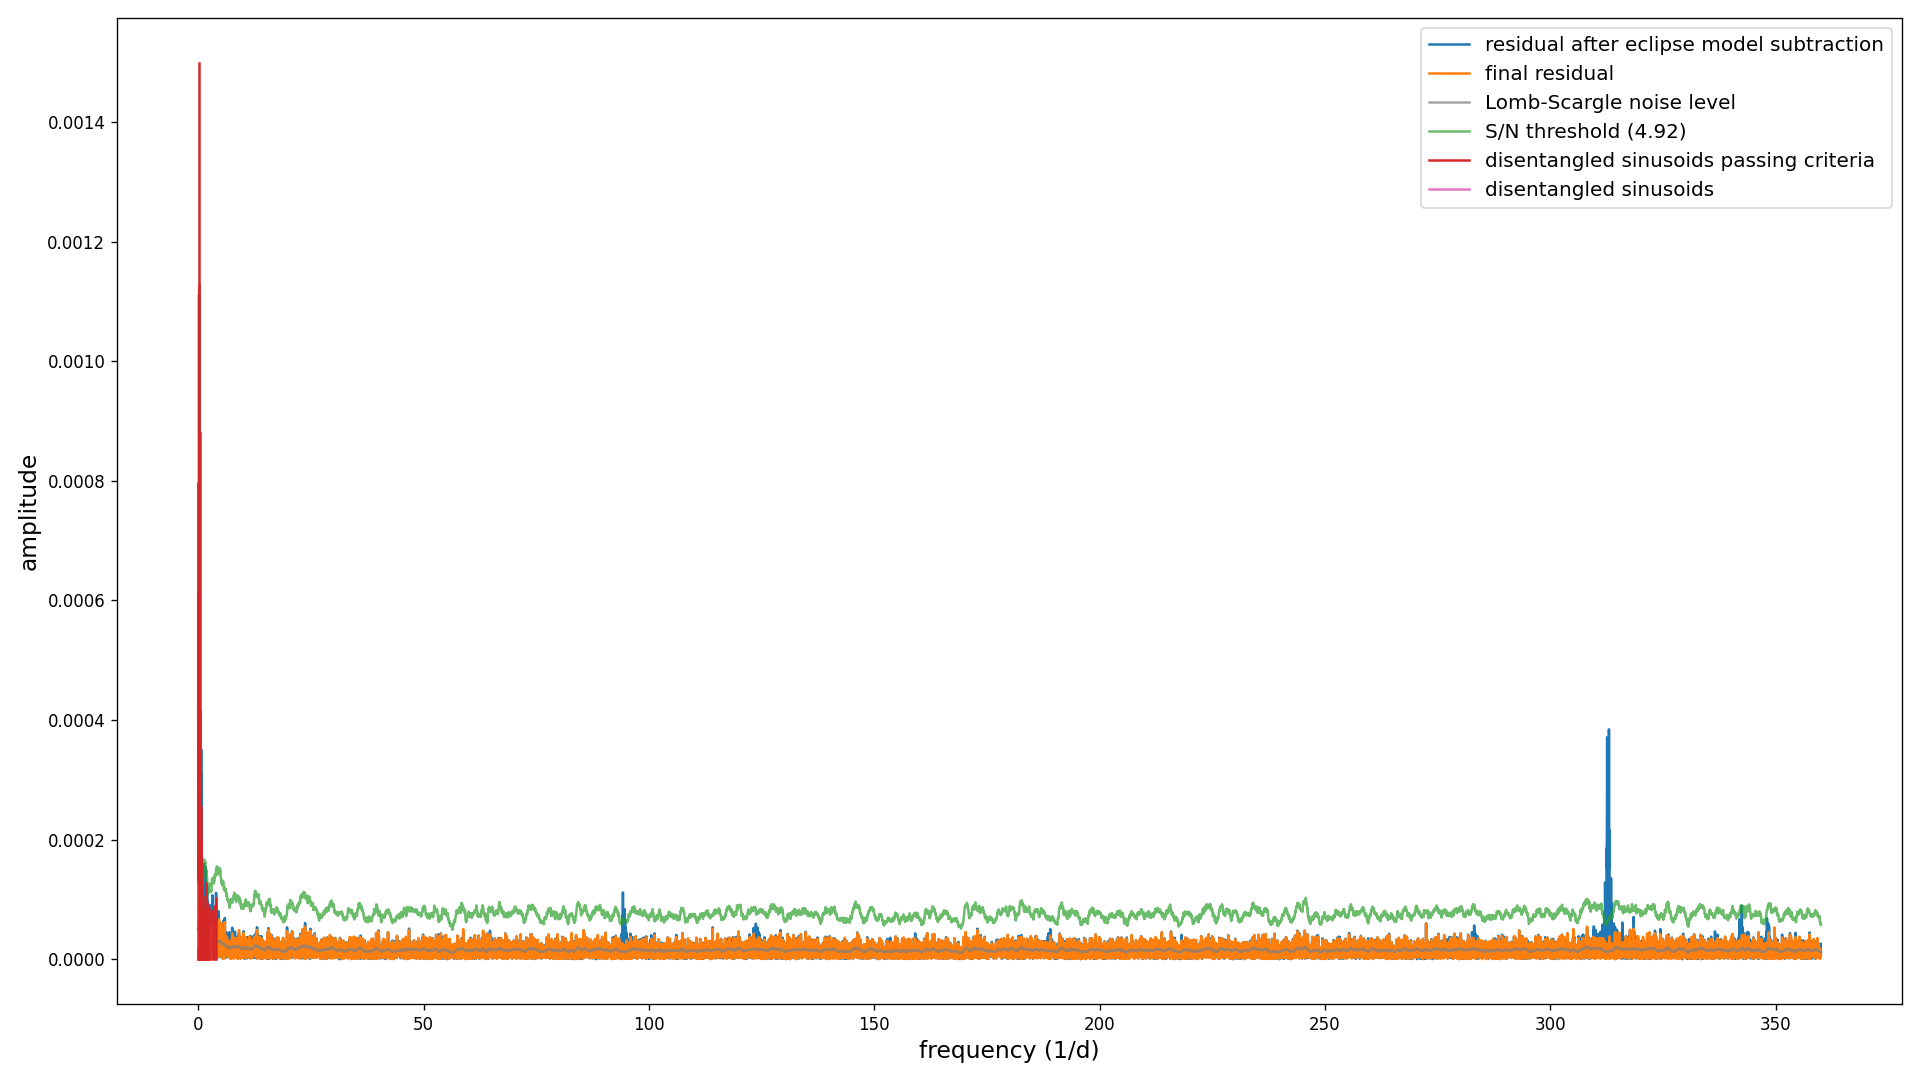 residual after eclipse model subtraction
final residual
Lomb-Scargle noise level
S/N threshold (4.92)
disentangled sinusoids passing criteria
disentangled sinusoids
0.0014
0.0012
0.0010
0.0008
0.0006
0.0004
0.0002
0.0000
amplitude
0 50 100 150 200 250 300 350
frequency (1/d)